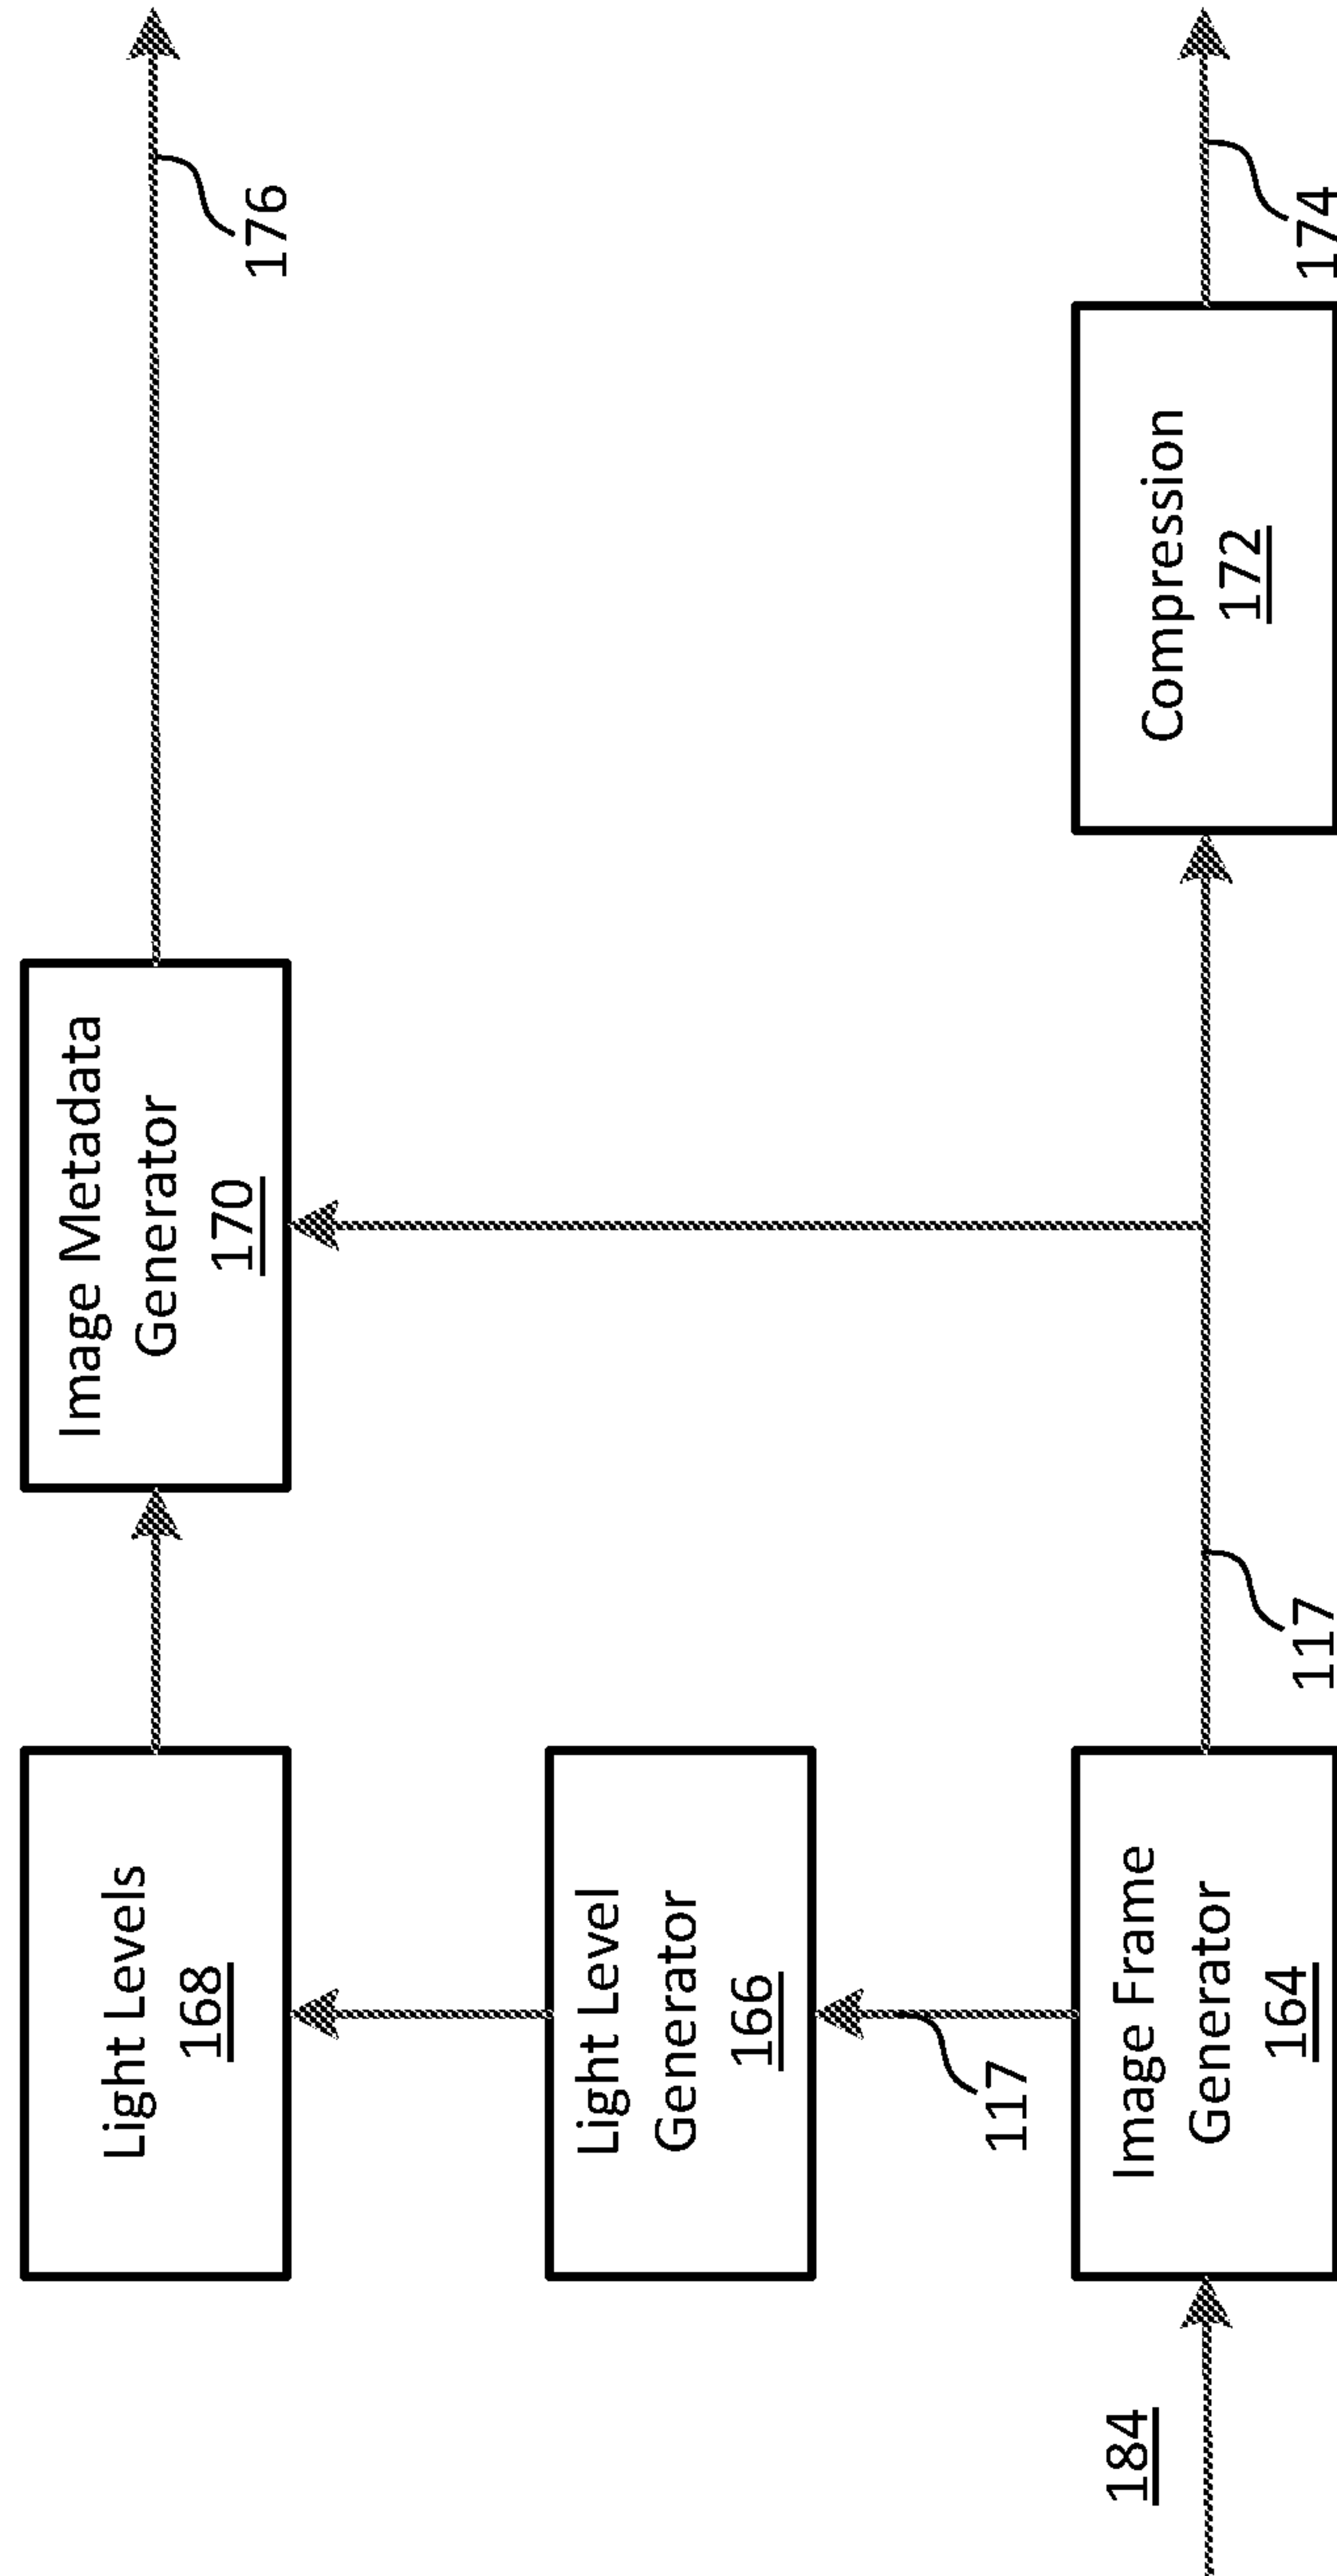 Light Levels
168
Image Metadata
Generator
170
176
Light Level
Generator
166
117
184
Image Frame
Generator
164
117
Compression
172
174